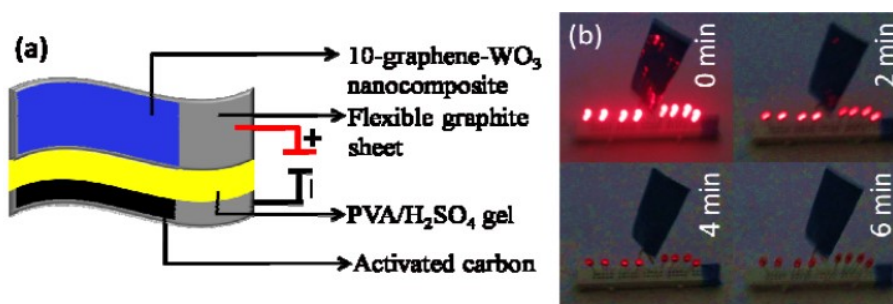 (a)
10-graphene-WO₃
nanocomposite
Flexible graphite
sheet
+
PVA/H₂SO₄ gel
Activated carbon
(b)
0 min
2 min
4 min
6 min